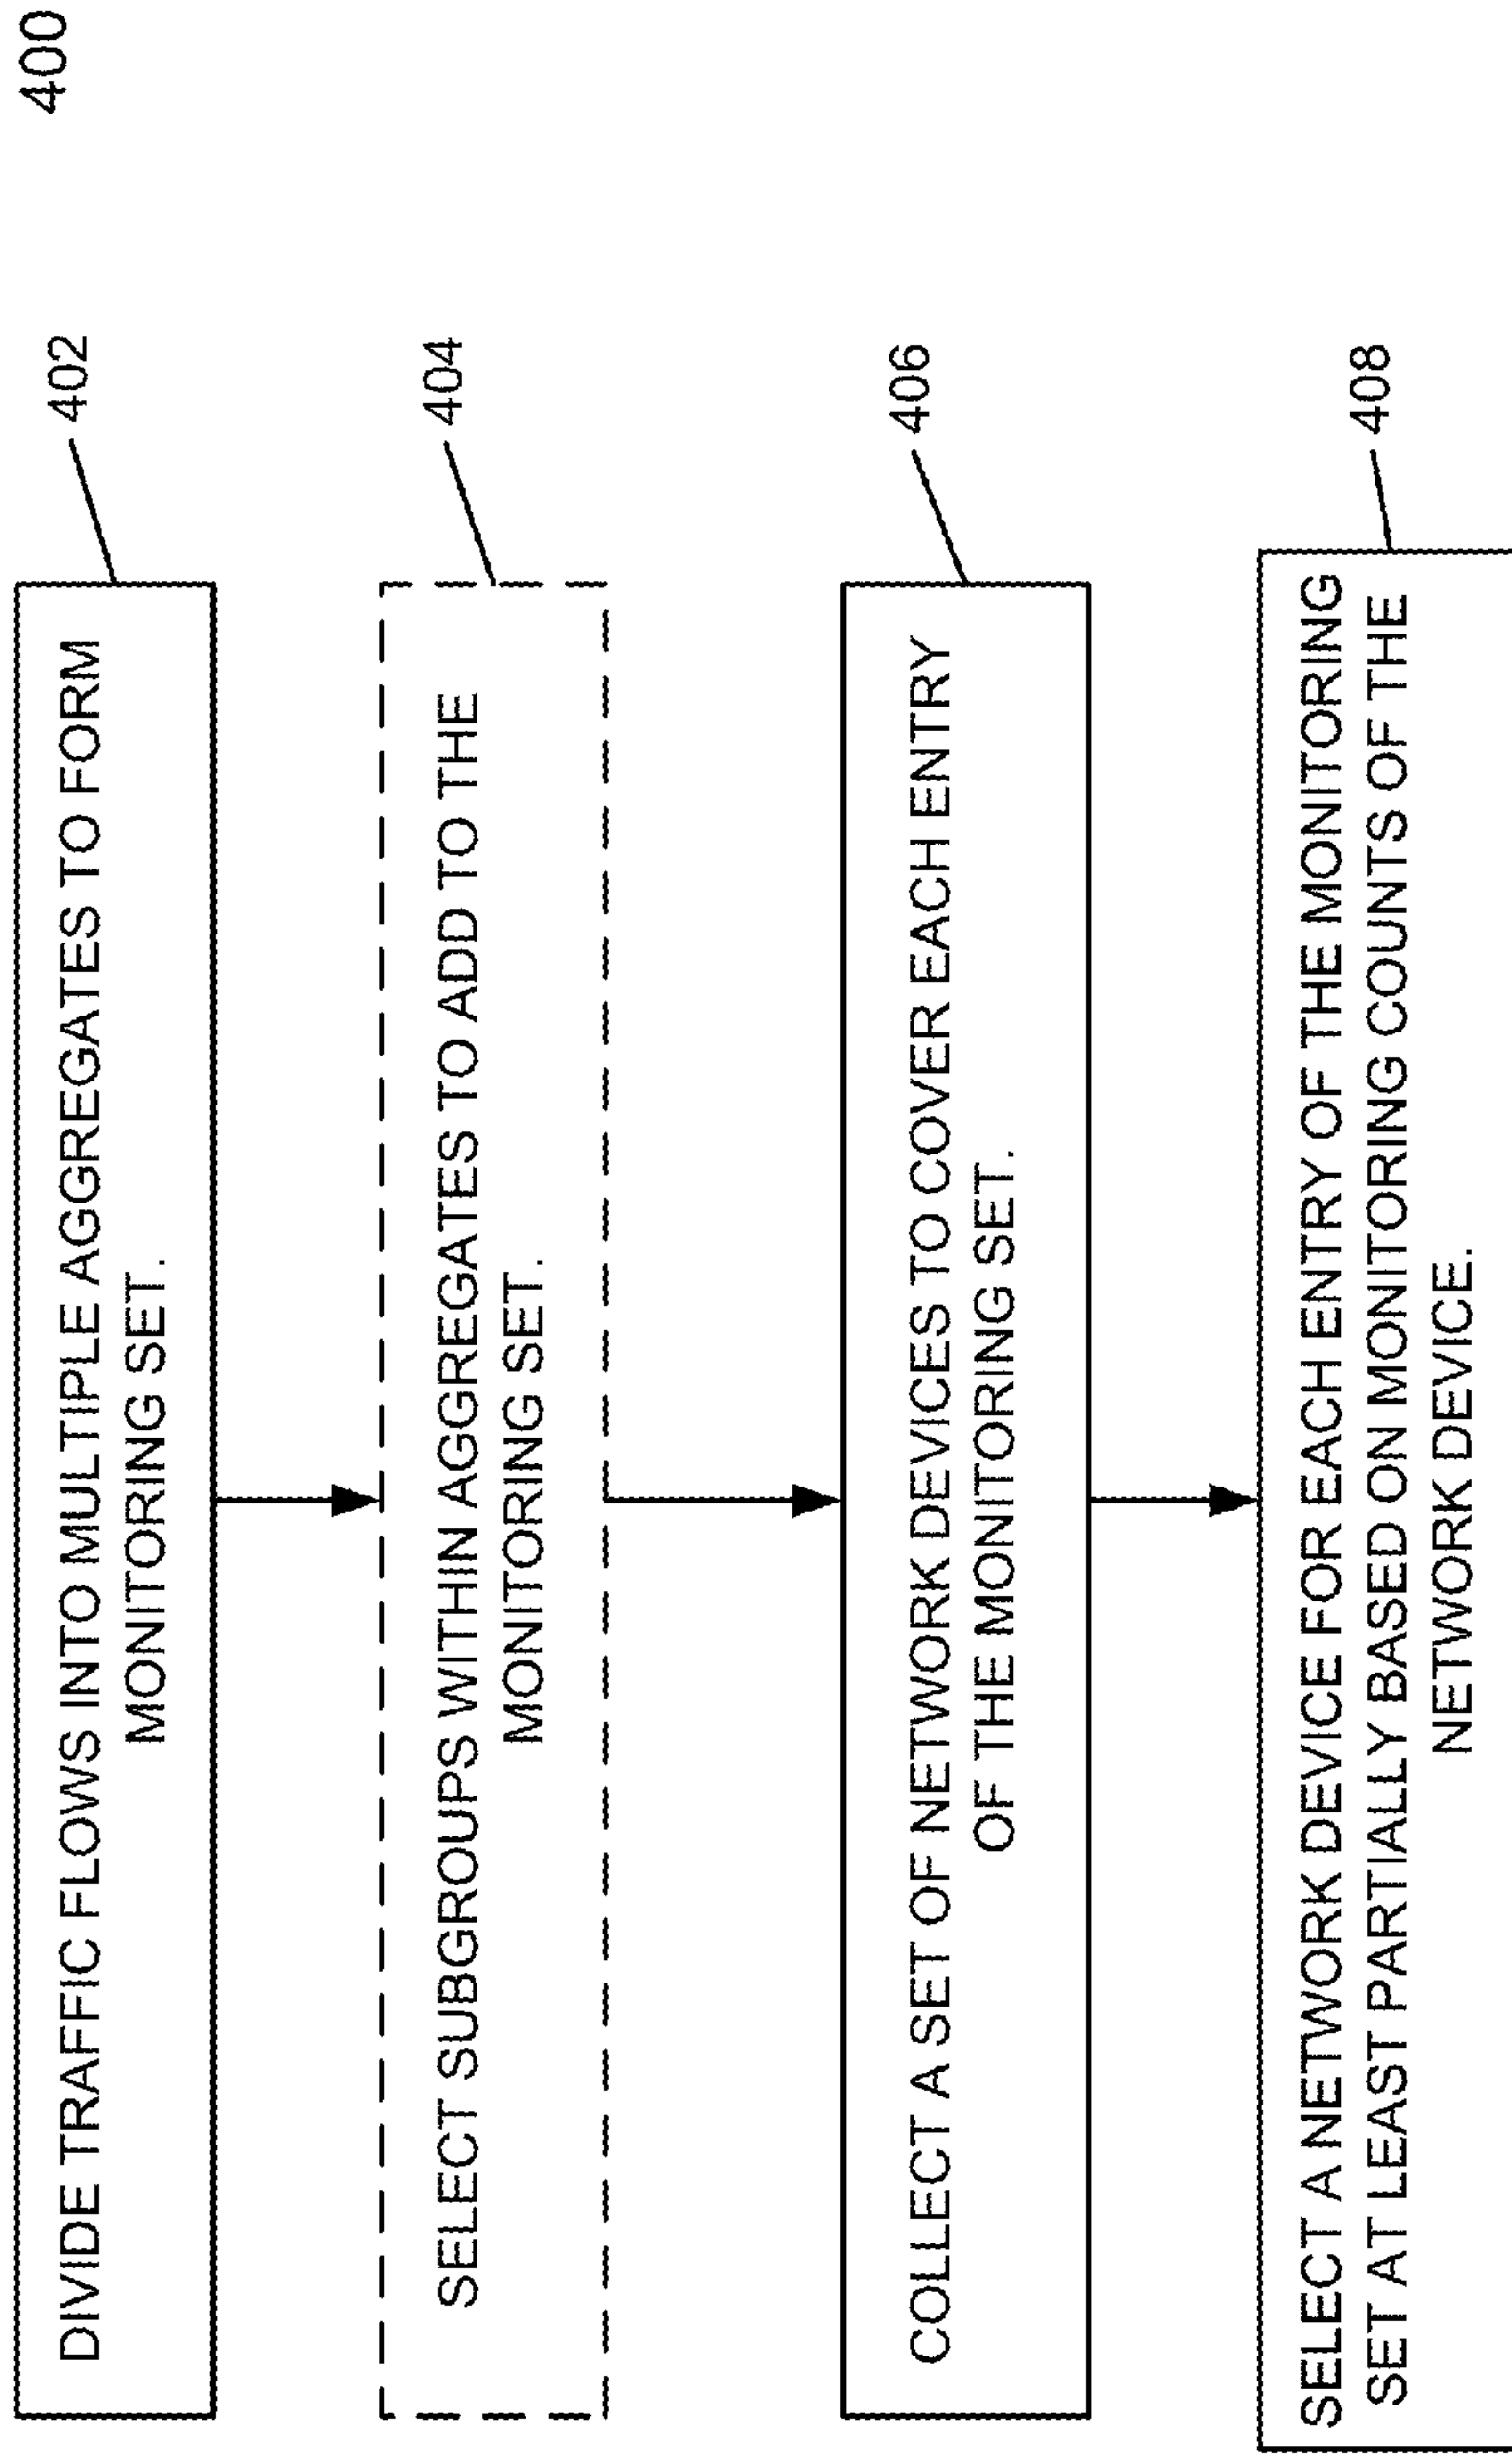 400
DIVIDE TRAFFIC FLOWS INTO MULTIPLE AGGREGATES TO FORM
MONITORING SET.
402
SELECT SUBGROUPS WITHIN AGGREGATES TO ADD TO THE
MONITORING SET.
404
COLLECT A SET OF NETWORK DEVICES TO COVER EACH ENTRY
OF THE MONITORING SET.
406
SELECT A NETWORK DEVICE FOR EACH ENTRY OF THE MONITORING
SET AT LEAST PARTIALLY BASED ON MONITORING COUNTS OF THE
NETWORK DEVICE.
408